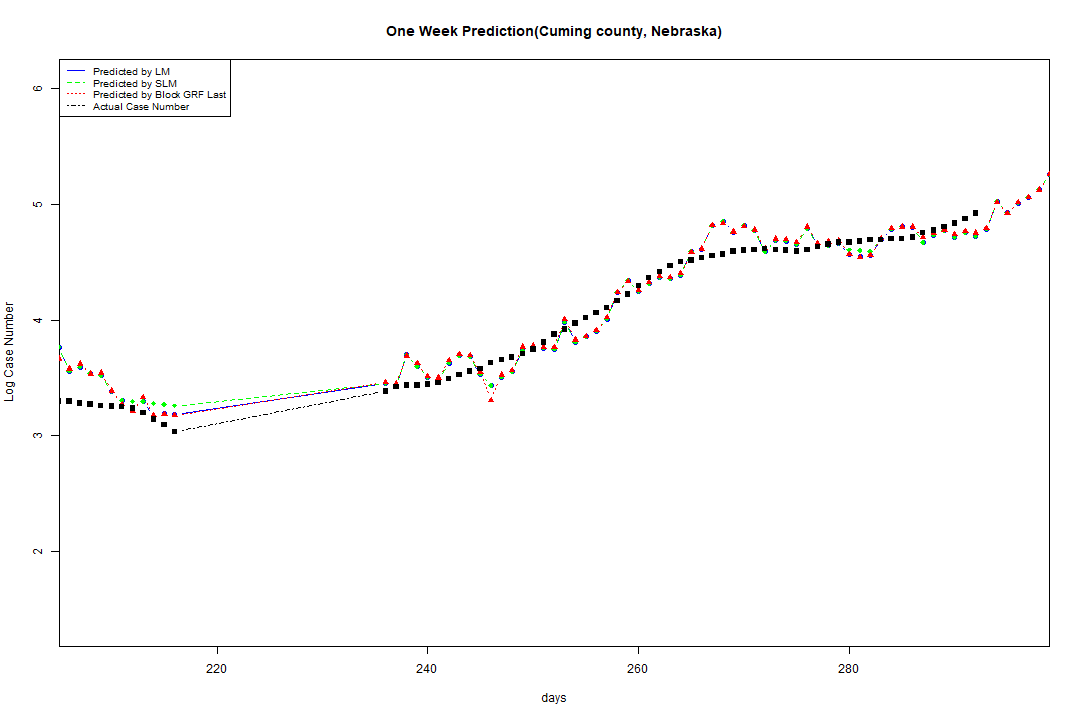 One Week Prediction(Cuming county, Nebraska)
Predicted by LM
Predicted by SLM
Predicted by Block GRF Last
Actual Case Number
6
5
4
3
2
Log Case Number
220 240 260 280
days